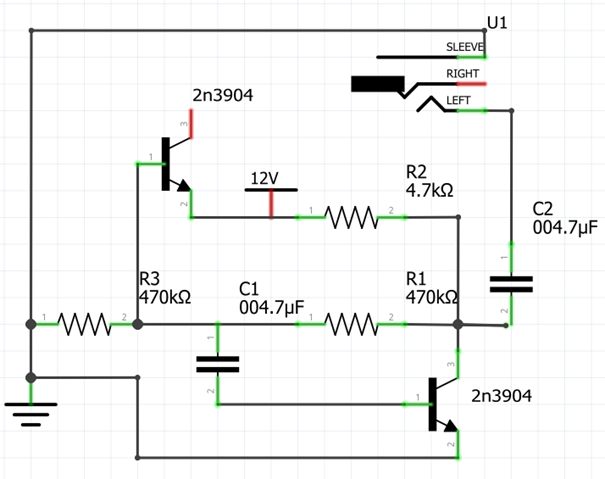 U1
SLEEVE
RIGHT
LEFT
2n3904
3
1
2
12V
R2
4.7kΩ
1
2
C2
004.7µF
1
2
R3
470kΩ
1
2
C1
004.7µF
1
2
R1
470kΩ
1
2
2n3904
3
1
2